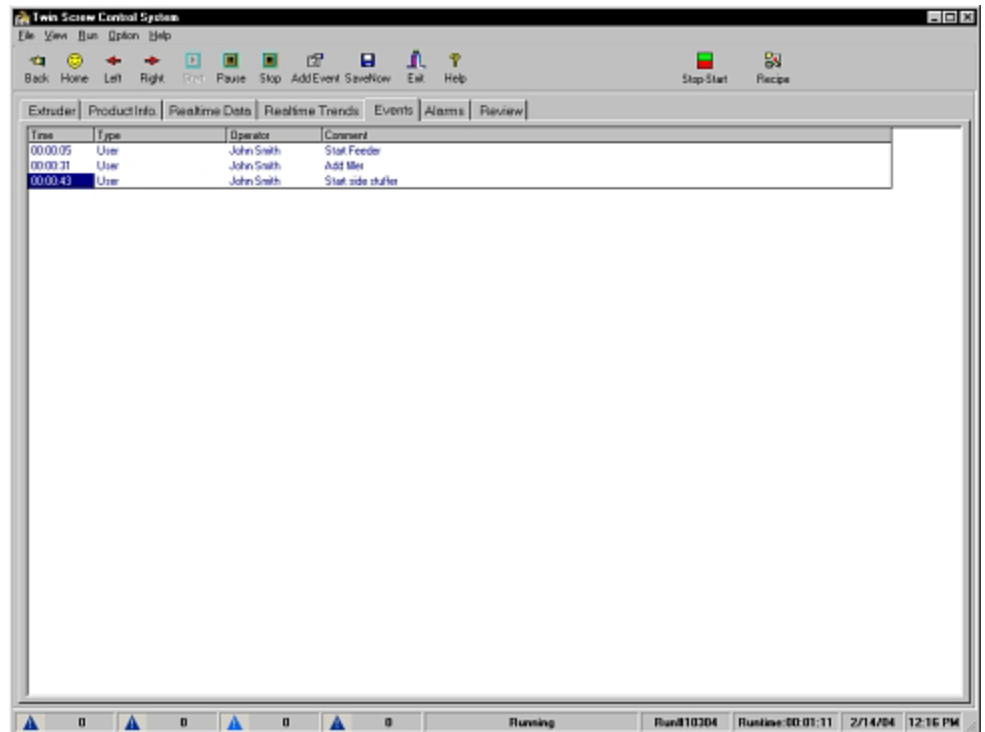 Twin Screw Control System
File View Run Option Help
Back Home Left Right Start Pause Stop Add Event SaveNow Exit Help Stop-Start Recipe
Extruder Product Info. Realtime Data Realtime Trends Events Alarms Review
Time Type Operator Comment
00:00:05 User John Smith Start Feeder
00:00:31 User John Smith Add filler
00:00:43 User John Smith Start side stuffer
0 0 0 0 Running Run#10304 Runtime:00:01:11 2/14/04 12:16 PM